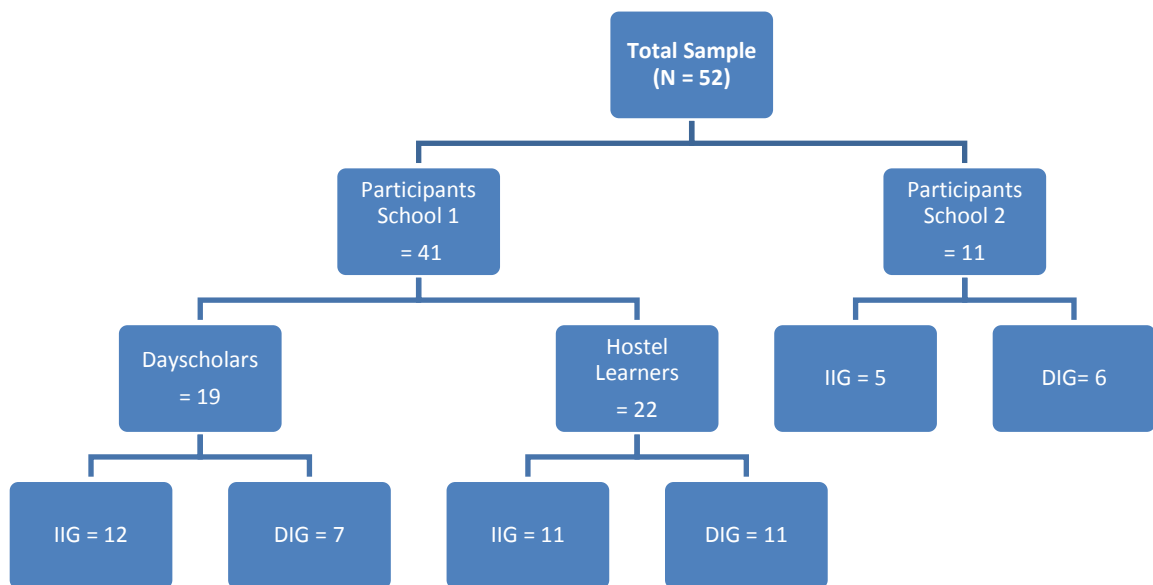 Total Sample
(N = 52)
Participants
School 1
= 41
Participants
School 2
= 11
Dayscholars
= 19
Hostel
Learners
= 22
IIG = 5
DIG= 6
IIG = 12
DIG = 7
IIG = 11
DIG = 11